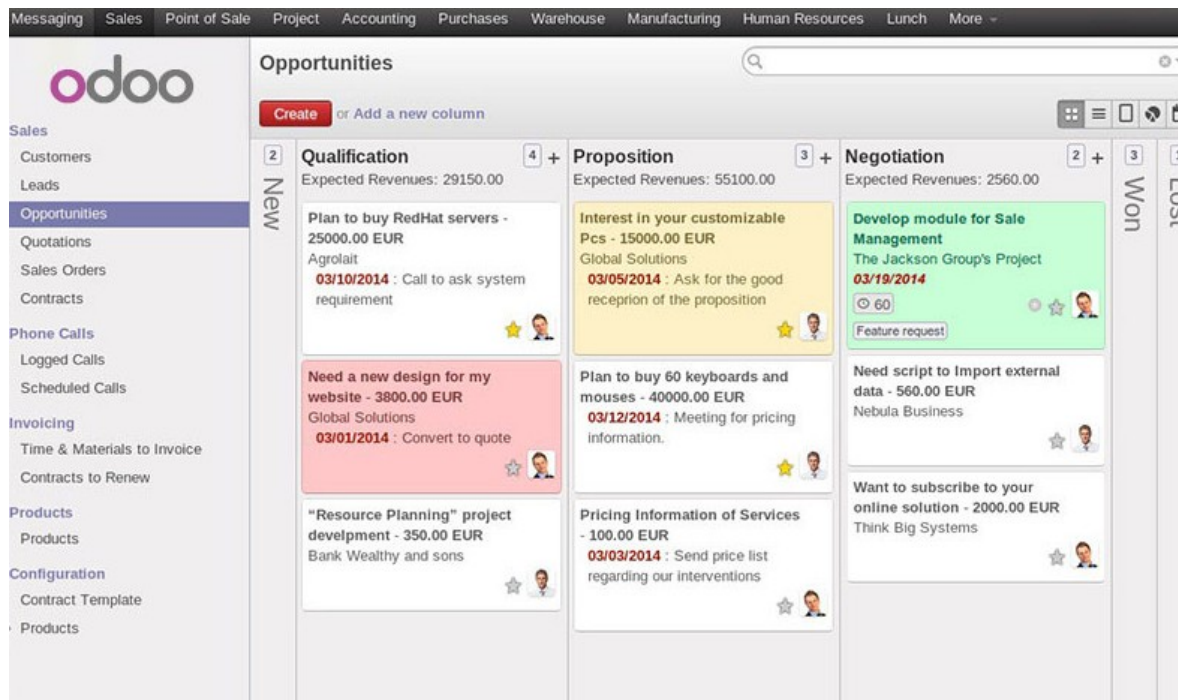 Messaging Sales Point of Sale Project Accounting Purchases Warehouse Manufacturing Human Resources Lunch More
odoo
Sales
Customers
Leads
Opportunities
Quotations
Sales Orders
Contracts
Phone Calls
Logged Calls
Scheduled Calls
Invoicing
Time & Materials to Invoice
Contracts to Renew
Products
Products
Configuration
Contract Template
Products
Opportunities
Create or Add a new column
2
New
Qualification 4 +
Expected Revenues: 29150.00
Plan to buy RedHat servers -
25000.00 EUR
Agrolait
03/10/2014 : Call to ask system
requirement
Need a new design for my
website - 3800.00 EUR
Global Solutions
03/01/2014 : Convert to quote
“Resource Planning” project
develpment - 350.00 EUR
Bank Wealthy and sons
Proposition 3 +
Expected Revenues: 55100.00
Interest in your customizable
Pcs - 15000.00 EUR
Global Solutions
03/05/2014 : Ask for the good
receprion of the proposition
Plan to buy 60 keyboards and
mouses - 40000.00 EUR
03/12/2014 : Meeting for pricing
information.
Pricing Information of Services
- 100.00 EUR
03/03/2014 : Send price list
regarding our interventions
Negotiation 2 +
Expected Revenues: 2560.00
Develop module for Sale
Management
The Jackson Group's Project
03/19/2014
60
Feature request
Need script to Import external
data - 560.00 EUR
Nebula Business
Want to subscribe to your
online solution - 2000.00 EUR
Think Big Systems
3
Won
Lost